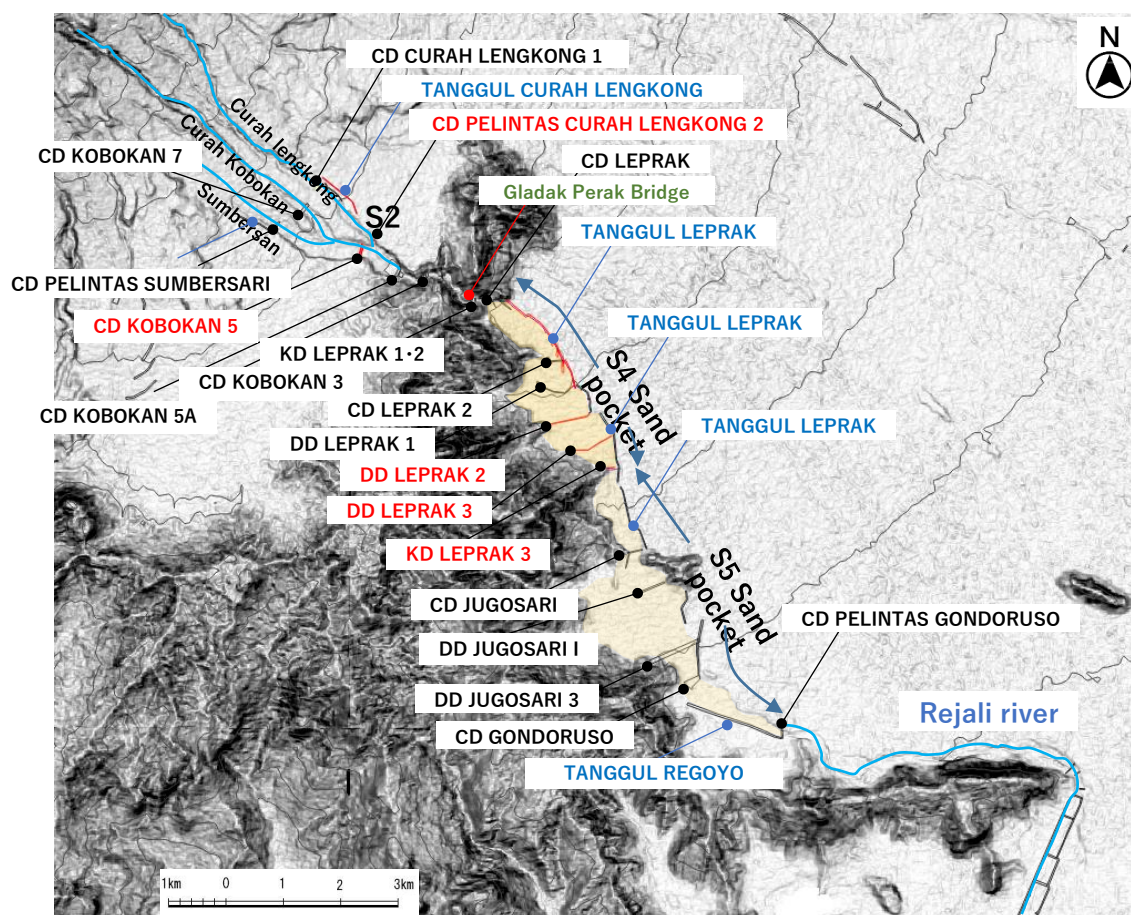 N
CD CURAH LENGKONG 1
TANGGUL CURAH LENGKONG
CD PELINTAS CURAH LENGKONG 2
CD LEPRAK
Gladak Perak Bridge
TANGGUL LEPRAK
CD KOBOKAN 7
Curah lengkong
Curah Kobokan
Sumbersan
S2
CD PELINTAS SUMBERSARI
CD KOBOKAN 5
KD LEPRAK 1・2
CD KOBOKAN 3
CD KOBOKAN 5A
TANGGUL LEPRAK
S4 Sand
pocket
CD LEPRAK 2
DD LEPRAK 1
DD LEPRAK 2
DD LEPRAK 3
KD LEPRAK 3
TANGGUL LEPRAK
S5 Sand
pocket
CD JUGOSARI
DD JUGOSARI I
DD JUGOSARI 3
CD GONDORUSO
CD PELINTAS GONDORUSO
TANGGUL REGOYO
Rejali river
1km 0 1 2 3km